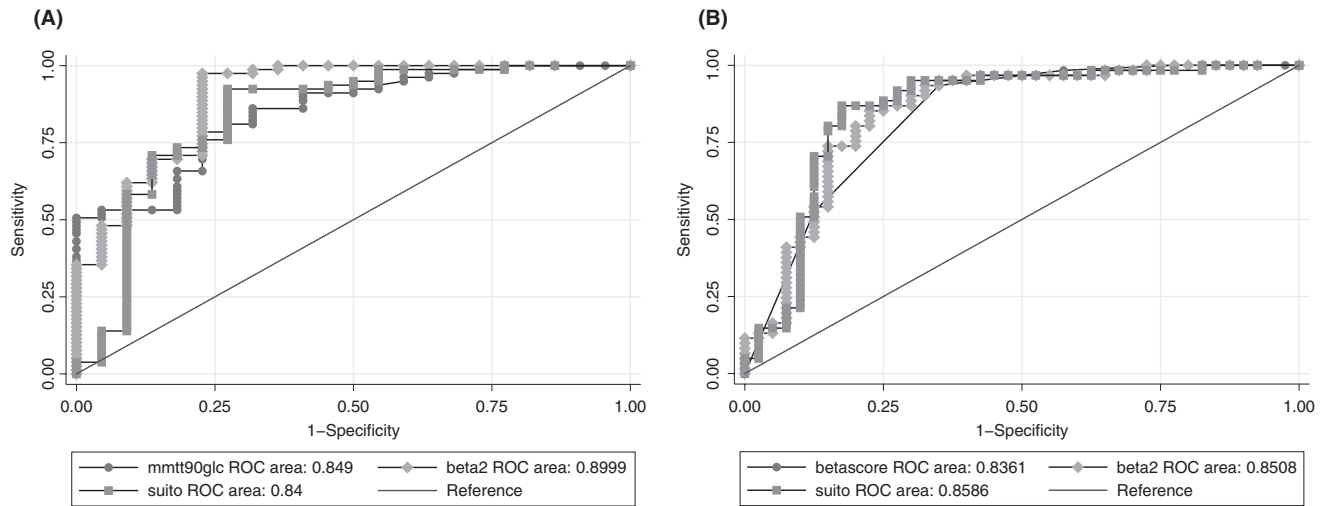 (A)
1.00
0.75
0.50
0.25
0.00
Sensitivity
0.00 0.25 0.50 0.75 1.00
1−Specificity
mmtt90glc ROC area: 0.849 beta2 ROC area: 0.8999
suito ROC area: 0.84 Reference
(B)
1.00
0.75
0.50
0.25
0.00
Sensitivity
0.00 0.25 0.50 0.75 1.00
1−Specificity
betascore ROC area: 0.8361 beta2 ROC area: 0.8508
suito ROC area: 0.8586 Reference